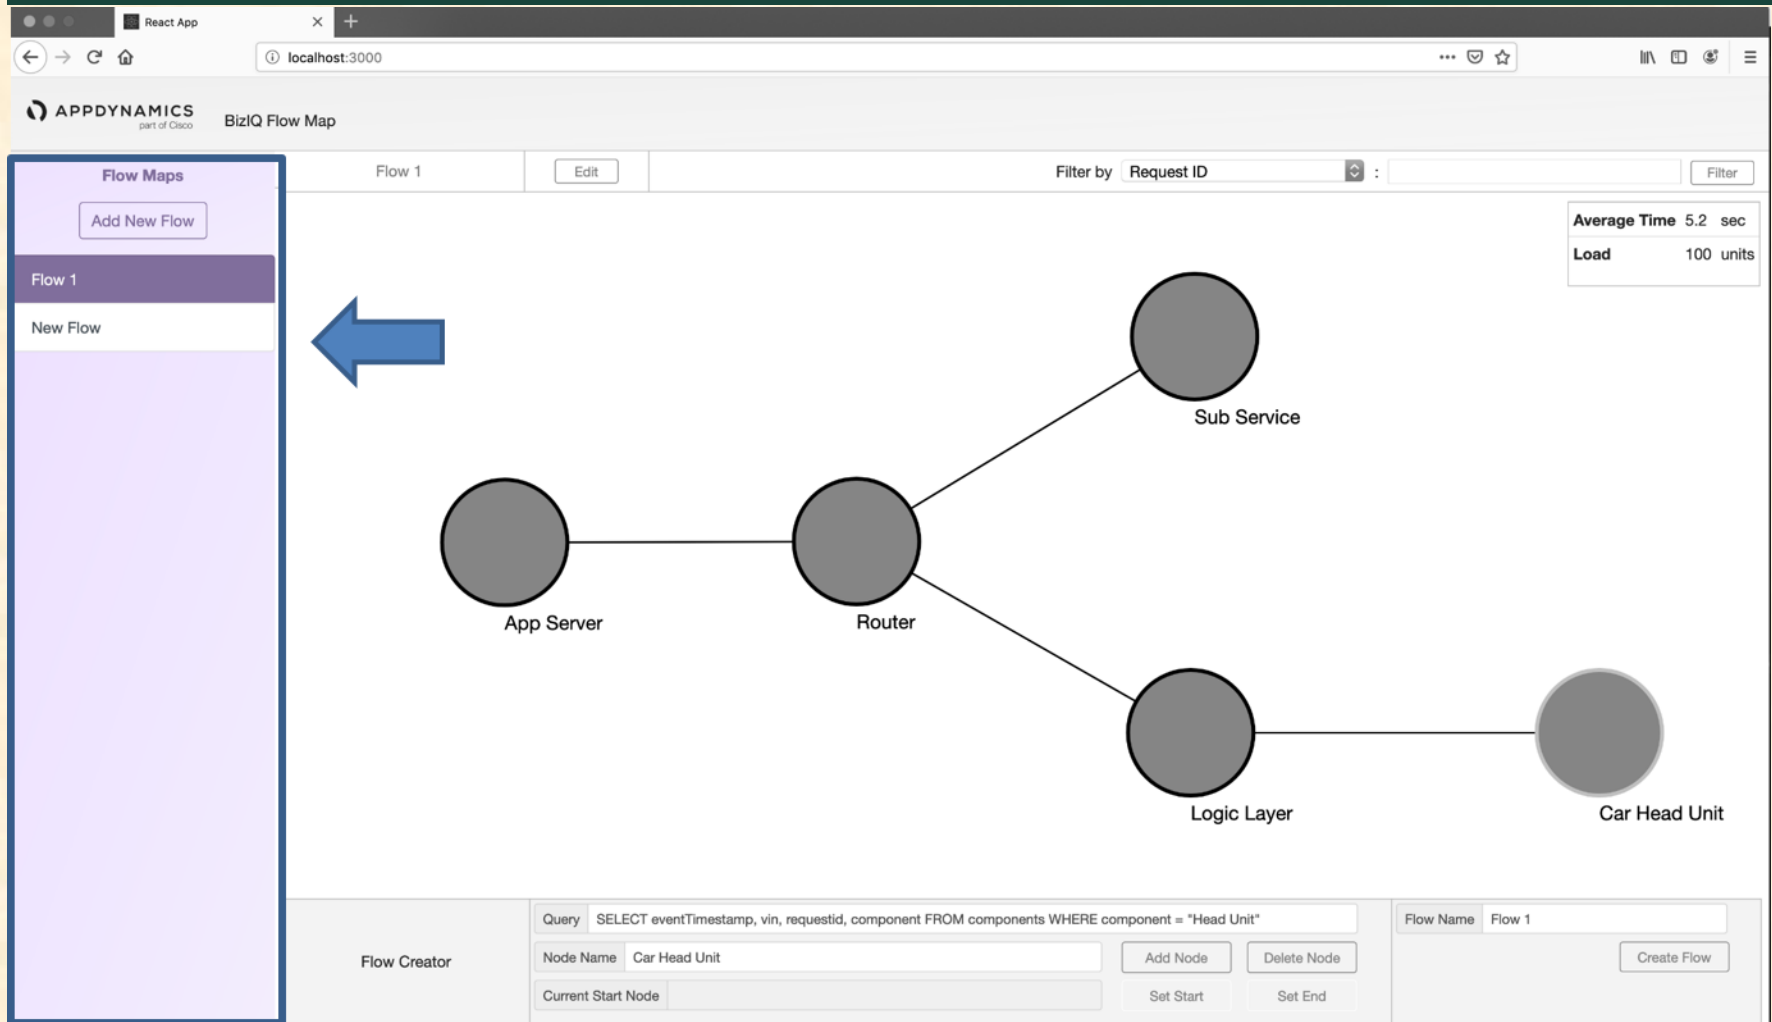 React App
localhost:3000
APPDYNAMICS
part of Cisco
BizIQ Flow Map
Flow Maps
Add New Flow
Flow 1
New Flow
Flow 1
Edit
Filter by Request ID :
Filter
Average Time 5.2 sec
Load 100 units
Sub Service
App Server
Router
Logic Layer
Car Head Unit
Flow Creator
Query SELECT eventTimestamp, vin, requestid, component FROM components WHERE component = "Head Unit"
Node Name Car Head Unit
Add Node
Delete Node
Current Start Node
Set Start
Set End
Flow Name Flow 1
Create Flow